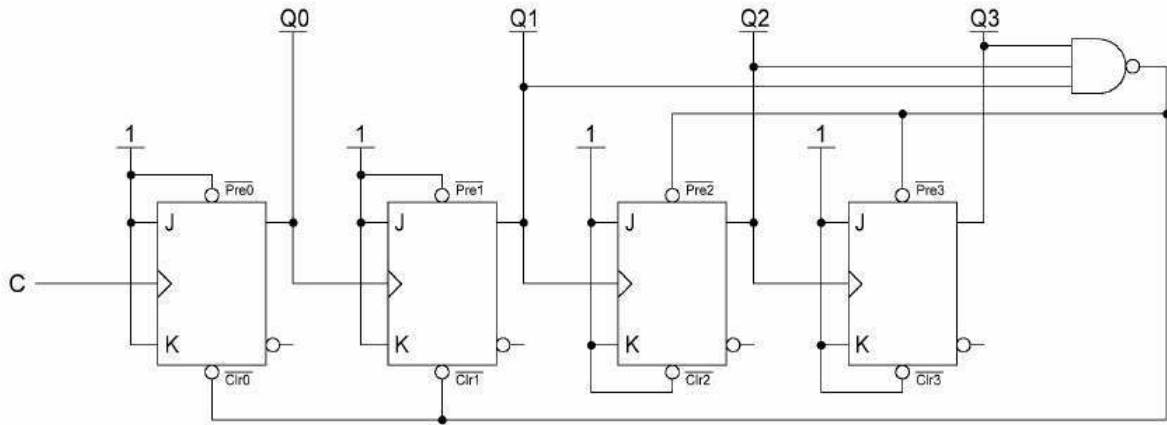 Q0 Q1 Q2 Q3
1 1 1 1
Pre0 Pre1 Pre2 Pre3
J J J J
C
K K K K
Clr0 Clr1 Clr2 Clr3